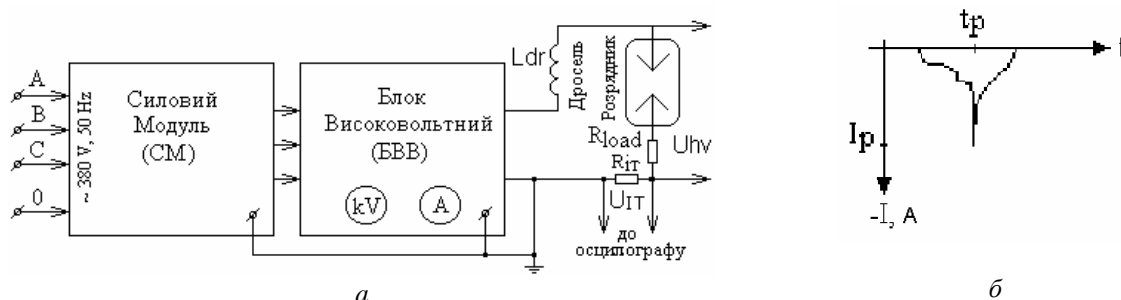 A
B
C
0
~ 380 V, 50 Hz
Силовий
Модуль
(СМ)
Блок
Високовольтний
(БВВ)
kV
A
Ldr
Дросель
Розрядник
Rload
RіT
UIT
Uhv
до
осцилографу
а
tp
t
Ip
-I, A
б